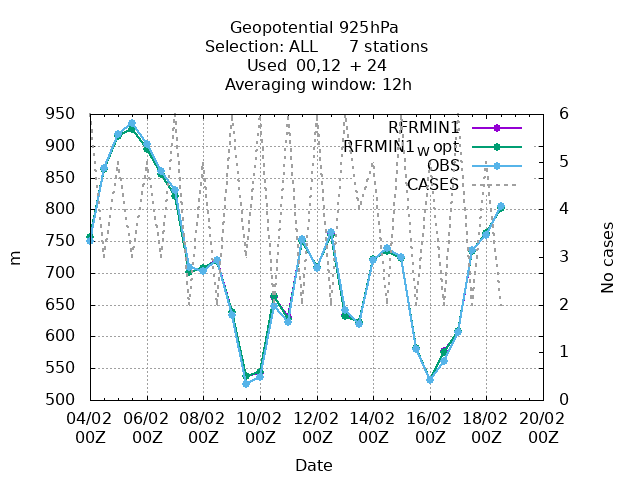 Geopotential 925hPa
Selection: ALL      7 stations
Used  00,12  + 24
Averaging window: 12h
950
900
850
800
750
700
650
600
550
500
m
6
5
4
3
2
1
0
No cases
RFRMIN1
RFRMIN1w opt
OBS
CASES
04/02 06/02 08/02 10/02 12/02 14/02 16/02 18/02 20/02
00Z 00Z 00Z 00Z 00Z 00Z 00Z 00Z 00Z
Date